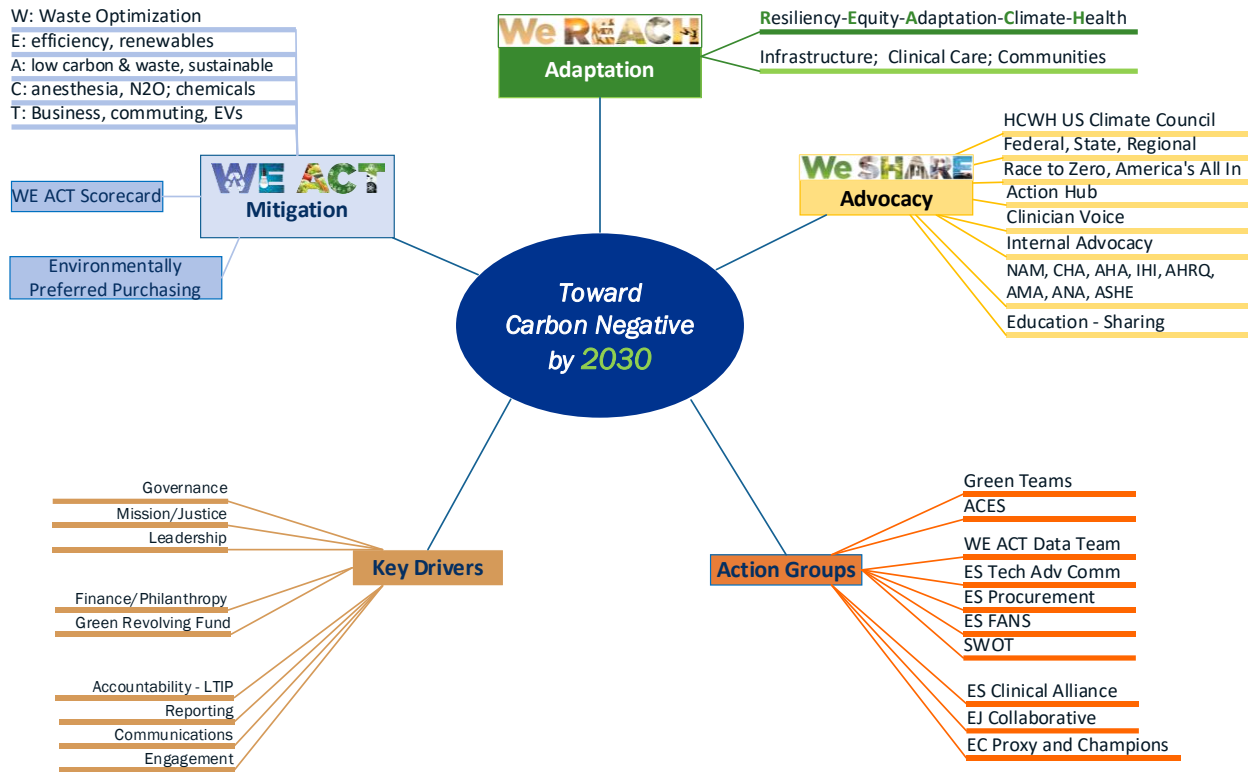 W: Waste Optimization
E: efficiency, renewables
A: low carbon & waste, sustainable
C: anesthesia, N2O; chemicals
T: Business, commuting, EVs
WE ACT
Mitigation
WE ACT Scorecard
Environmentally
Preferred Purchasing
We REACH
Adaptation
Resiliency-Equity-Adaptation-Climate-Health
Infrastructure; Clinical Care; Communities
We SHARE
Advocacy
HCWH US Climate Council
Federal, State, Regional
Race to Zero, America's All In
Action Hub
Clinician Voice
Internal Advocacy
NAM, CHA, AHA, IHI, AHRQ,
AMA, ANA, ASHE
Education - Sharing
Toward
Carbon Negative
by 2030
Key Drivers
Governance
Mission/Justice
Leadership
Finance/Philanthropy
Green Revolving Fund
Accountability - LTIP
Reporting
Communications
Engagement
Action Groups
Green Teams
ACES
WE ACT Data Team
ES Tech Adv Comm
ES Procurement
ES FANS
SWOT
ES Clinical Alliance
EJ Collaborative
EC Proxy and Champions